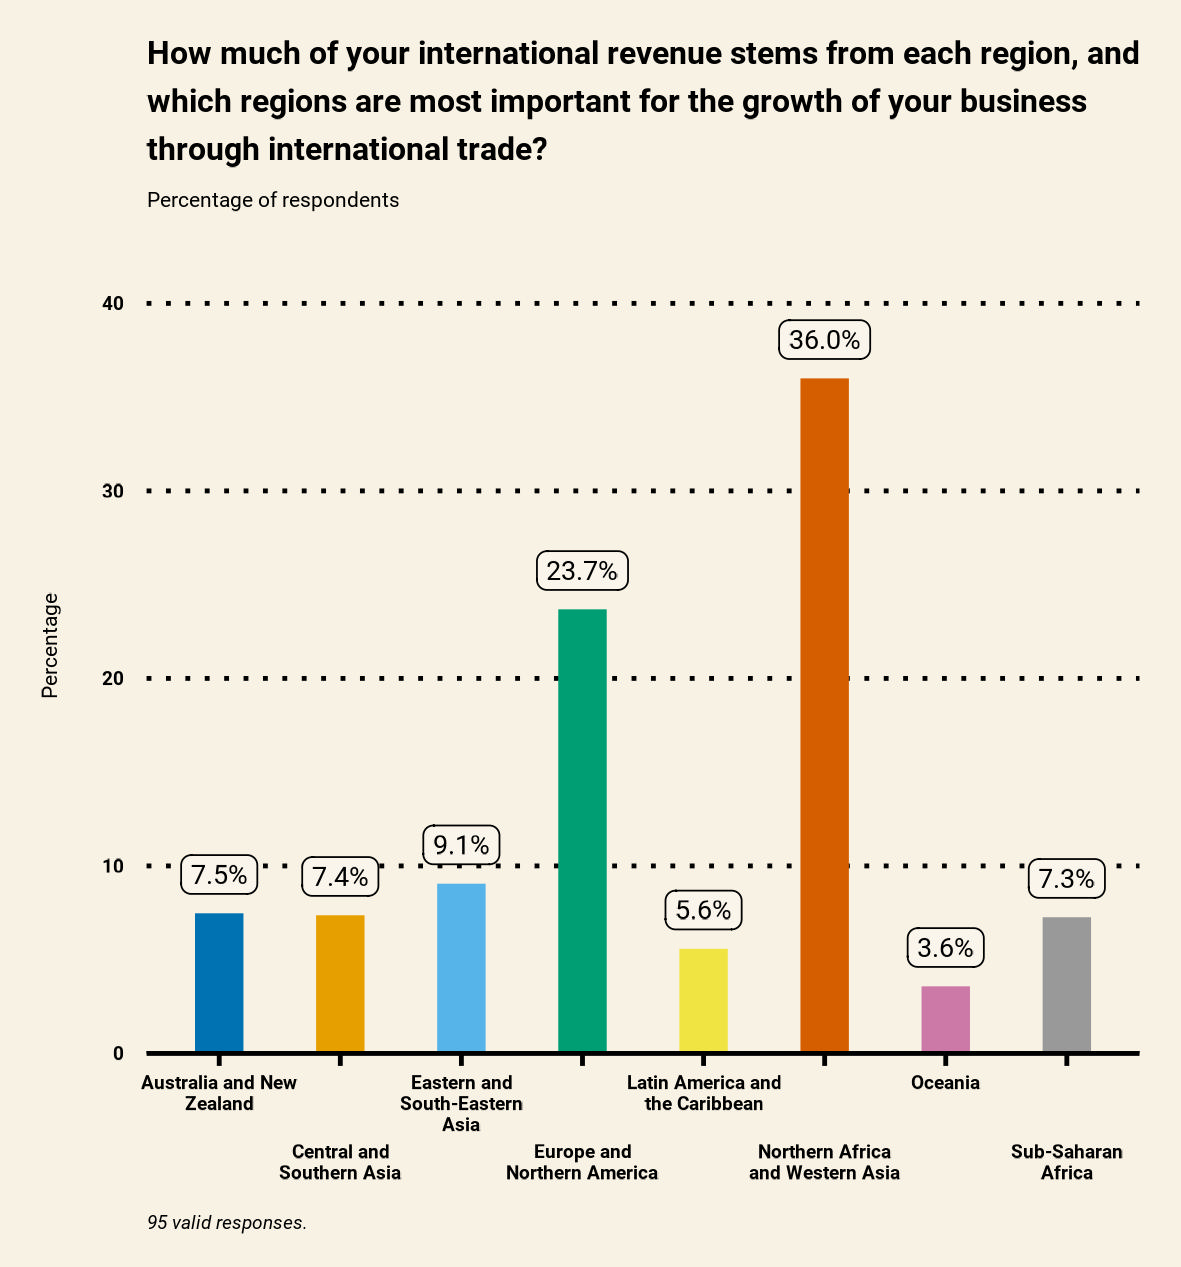 How much of your international revenue stems from each region, and
which regions are most important for the growth of your business
through international trade?
Percentage of respondents
Percentage
40
30
20
10
0
7.5%
7.4%
9.1%
23.7%
5.6%
36.0%
3.6%
7.3%
Australia and New
Zealand
Central and
Southern Asia
Eastern and
South-Eastern
Asia
Europe and
Northern America
Latin America and
the Caribbean
Northern Africa
and Western Asia
Oceania
Sub-Saharan
Africa
95 valid responses.